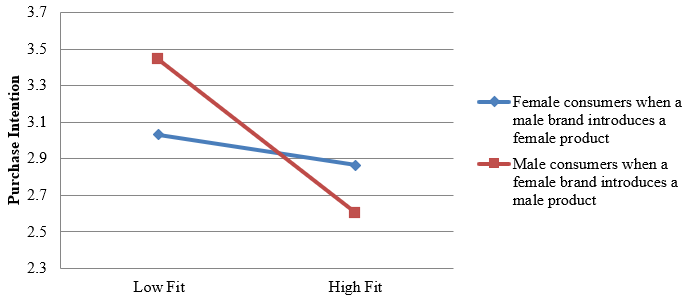 3.7
3.5
3.3
3.1
2.9
2.7
2.5
2.3
Purchase Intention
Low Fit
High Fit
Female consumers when a
male brand introduces a
female product
Male consumers when a
female brand introduces a
male product